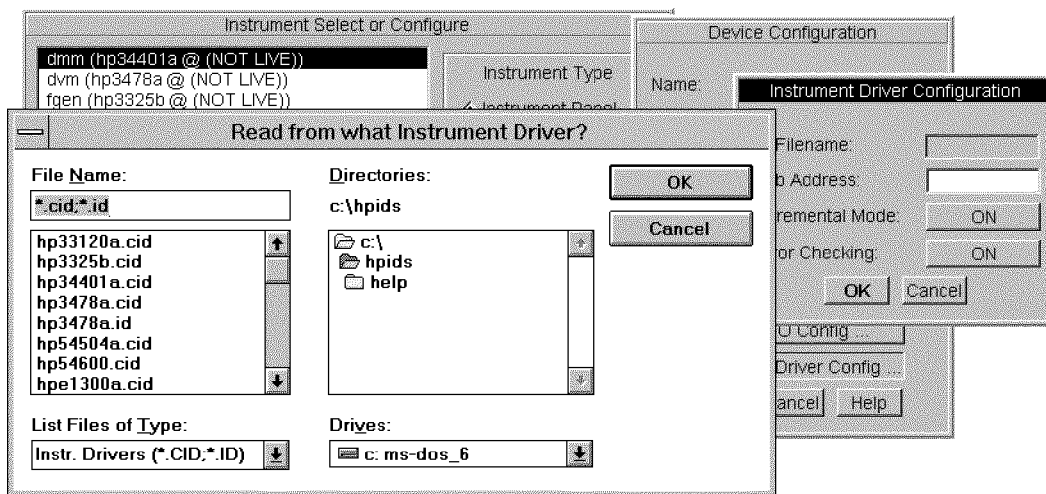 Instrument Select or Configure
dmm (hp34401a @ (NOT LIVE))
dvm (hp3478a @ (NOT LIVE))
fgen (hp3325b @ (NOT LIVE))
Instrument Type
Instrument Panel
Device Configuration
Name:
Instrument Driver Configuration
Filename:
b Address:
remental Mode:
ON
or Checking:
ON
OK
Cancel
O Config ...
Driver Config ...
ancel
Help
Read from what Instrument Driver?
File Name:
*.cid;*.id
hp33120a.cid
hp3325b.cid
hp34401a.cid
hp3478a.cid
hp3478a.id
hp54504a.cid
hp54600.cid
hpe1300a.cid
List Files of Type:
Instr. Drivers (*.CID;*.ID)
Directories:
c:\hpids
c:\
hpids
help
Drives:
c: ms-dos_6
OK
Cancel